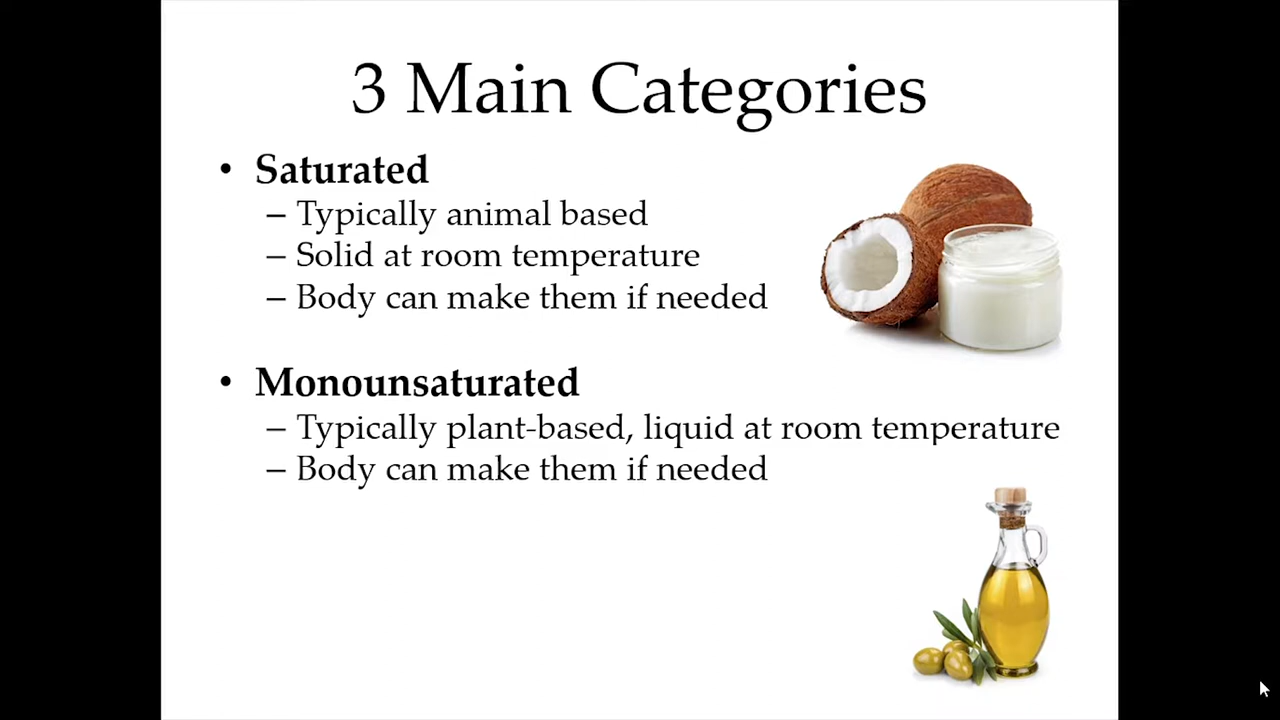 3 Main Categories
• Saturated
– Typically animal based
– Solid at room temperature
– Body can make them if needed
• Monounsaturated
– Typically plant-based, liquid at room temperature
– Body can make them if needed